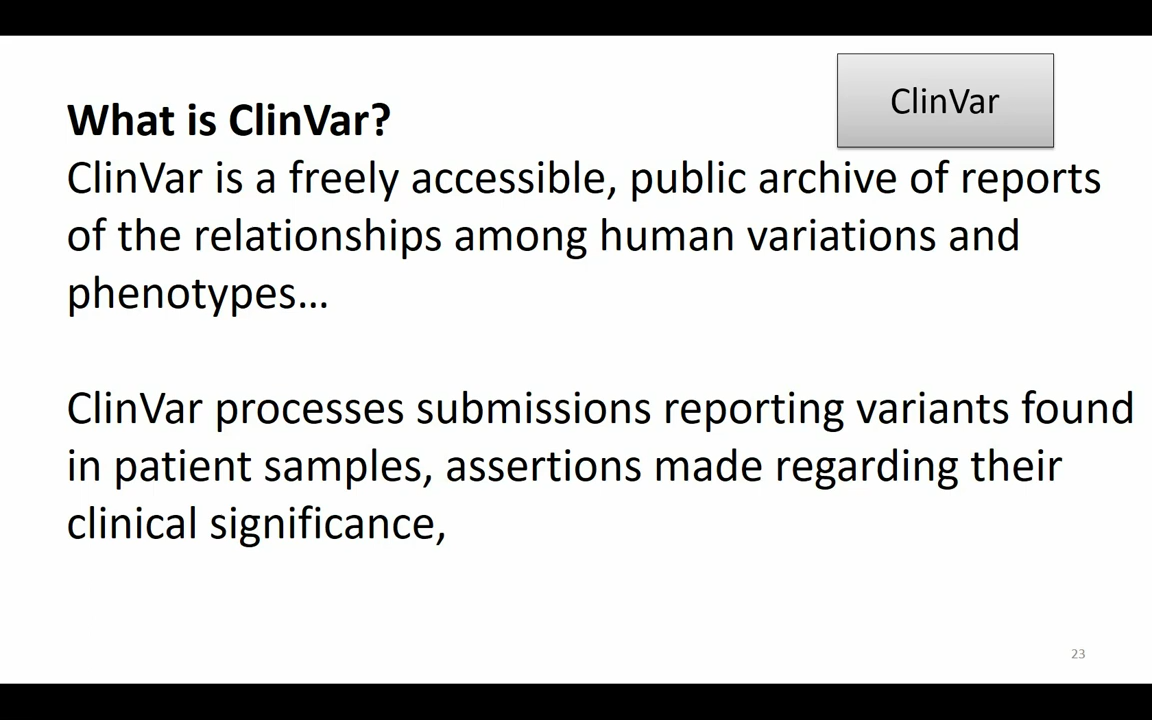 ClinVar
What is ClinVar?
ClinVar is a freely accessible, public archive of reports
of the relationships among human variations and
phenotypes…
ClinVar processes submissions reporting variants found
in patient samples, assertions made regarding their
clinical significance,
23